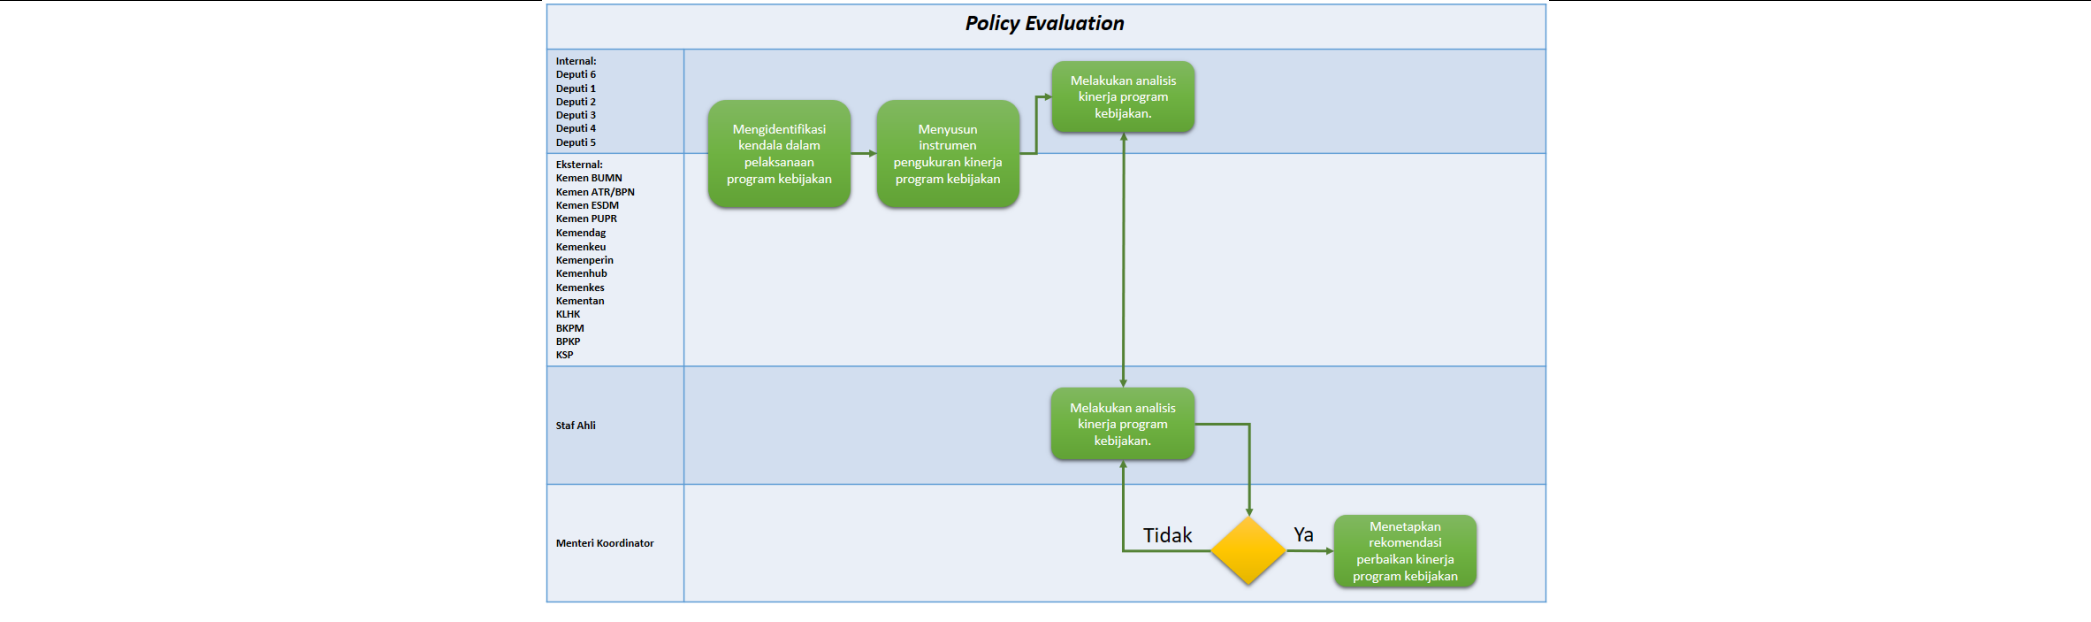 Policy Evaluation
Internal:
Deputi 6
Deputi 1
Deputi 2
Deputi 3
Deputi 4
Deputi 5
Mengidentifikasi
kendala dalam
pelaksanaan
program kebijakan
Menyusun
instrumen
pengukuran kinerja
program kebijakan
Melakukan analisis
kinerja program
kebijakan.
Eksternal:
Kemen BUMN
Kemen ATR/BPN
Kemen ESDM
Kemen PUPR
Kemendag
Kemenkeu
Kemenperin
Kemenhub
Kemenkes
Kementan
KLHK
BKPM
BPKP
KSP
Staf Ahli
Melakukan analisis
kinerja program
kebijakan.
Menteri Koordinator
Tidak
Ya
Menetapkan
rekomendasi
perbaikan kinerja
program kebijakan